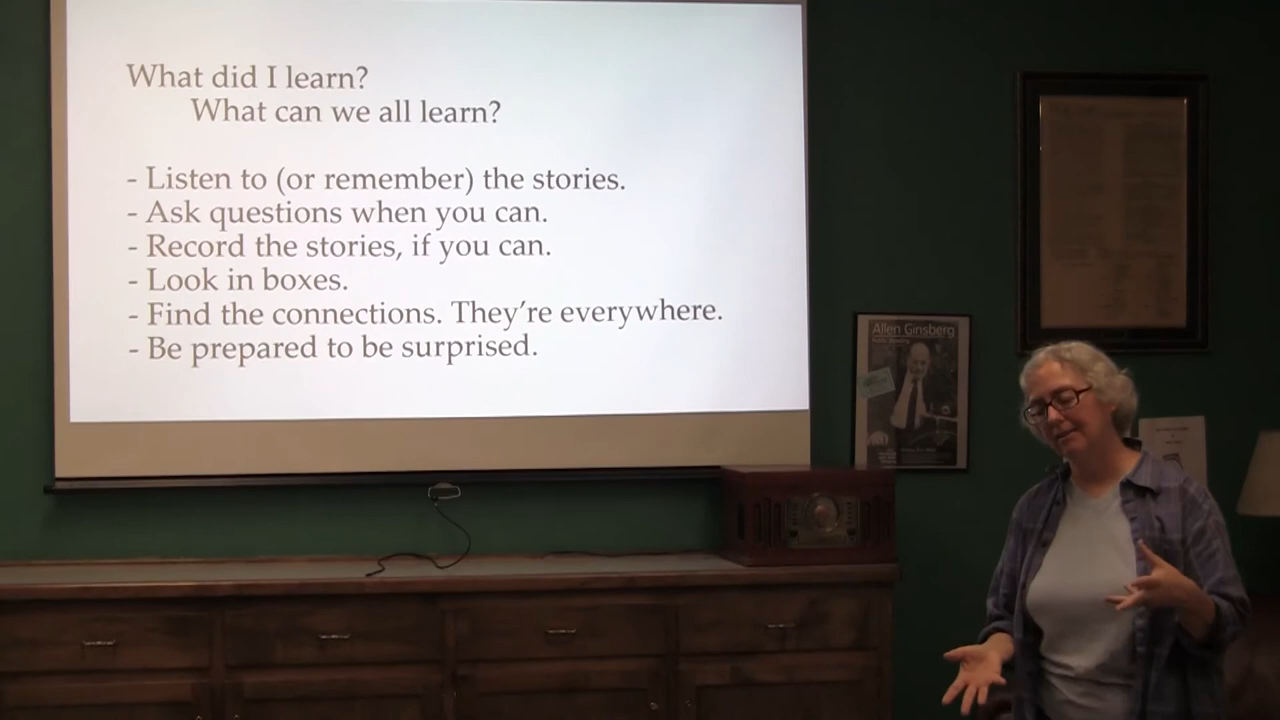 What did I learn?
What can we all learn?
- Listen to (or remember) the stories.
- Ask questions when you can.
- Record the stories, if you can.
- Look in boxes.
- Find the connections. They're everywhere.
- Be prepared to be surprised.
Allen Ginsberg